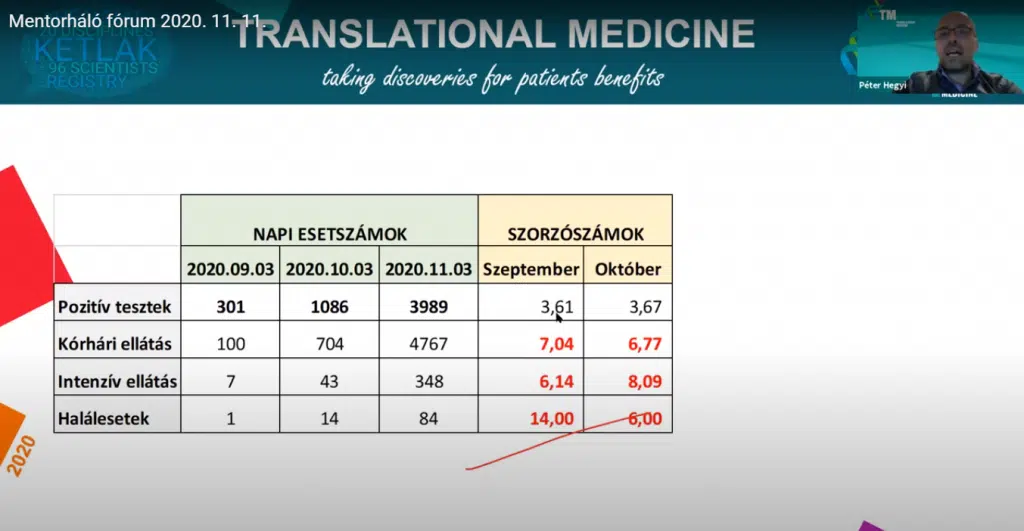 Mentorháló fórum 2020. 11. 11.
20 DISCIPLINES
KETLAK
96 SCIENTISTS
REGISTRY
TRANSLATIONAL MEDICINE
taking discoveries for patients benefits
TM
Péter Hegyi
MEDICINE
NAPI ESETSZÁMOK SZORZÓSZÁMOK
2020.09.03 2020.10.03 2020.11.03 Szeptember Október
Pozitív tesztek 301 1086 3989 3,61 3,67
Kórhári ellátás 100 704 4767 7,04 6,77
Intenzív ellátás 7 43 348 6,14 8,09
Halálesetek 1 14 84 14,00 6,00
2020